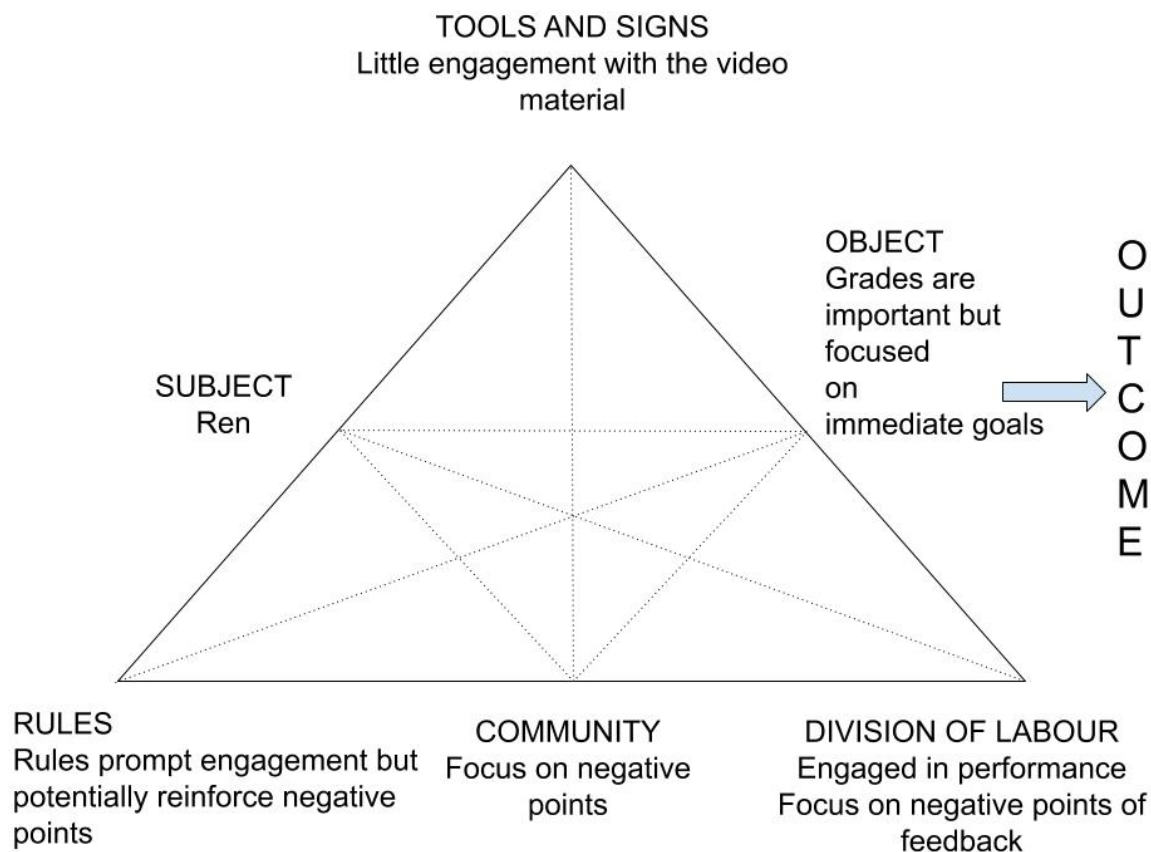 TOOLS AND SIGNS
Little engagement with the video
material
OBJECT
Grades are
important but
focused
on
immediate goals
O
U
T
C
O
M
E
SUBJECT
Ren
RULES
Rules prompt engagement but
potentially reinforce negative
points
COMMUNITY
Focus on negative
points
DIVISION OF LABOUR
Engaged in performance
Focus on negative points of
feedback